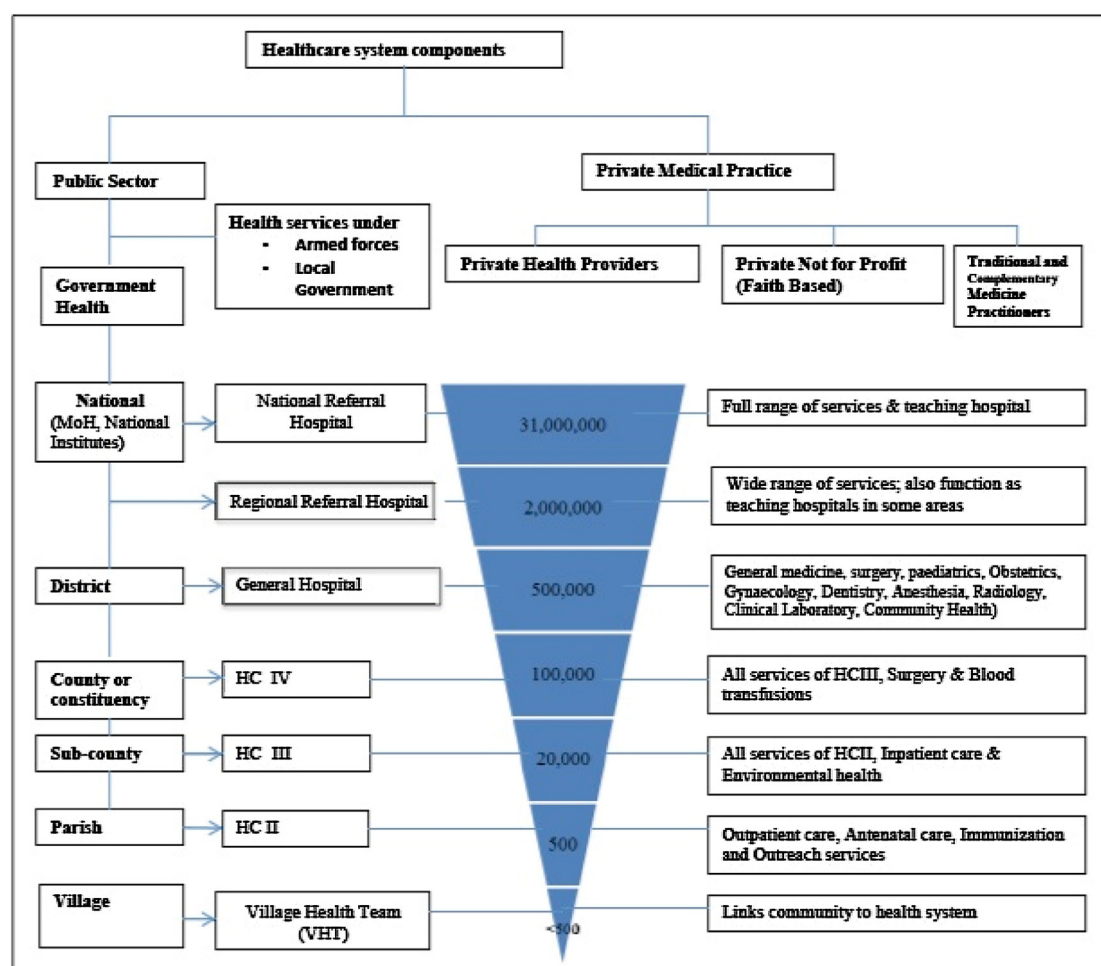 Healthcare system components
Public Sector
Private Medical Practice
Health services under
- Armed forces
- Local
Government
Private Health Providers
Private Not for Profit
(Faith Based)
Traditional and
Complementary
Medicine
Practitioners
Government
Health
National
(MoH, National
Institutes)
National Referral
Hospital
31,000,000
Full range of services & teaching hospital
Regional Referral Hospital
2,000,000
Wide range of services; also function as
teaching hospitals in some areas
District
General Hospital
500,000
General medicine, surgery, paediatrics, Obstetrics,
Gynaecology, Dentistry, Anesthesia, Radiology,
Clinical Laboratory, Community Health)
County or
constituency
HC IV
100,000
All services of HCIII, Surgery & Blood
transfusions
Sub-county
HC III
20,000
All services of HCII, Inpatient care &
Environmental health
Parish
HC II
500
Outpatient care, Antenatal care, Immunization
and Outreach services
Village
Village Health Team
(VHT)
<500
Links community to health system